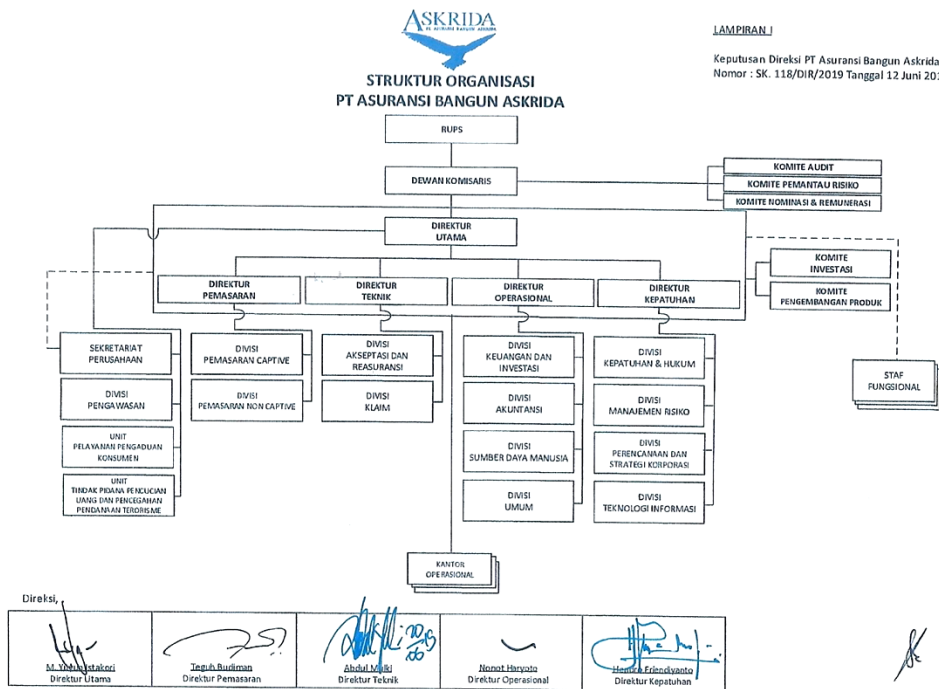 ASKRIDA
PT ASURANSI BANGUN ASKRIDA
LAMPIRAN I
Keputusan Direksi PT Asuransi Bangun Askrida
Nomor : SK. 118/DIR/2019 Tanggal 12 Juni 201
STRUKTUR ORGANISASI
PT ASURANSI BANGUN ASKRIDA
RUPS
DEWAN KOMISARIS
KOMITE AUDIT
KOMITE PEMANTAU RISIKO
KOMITE NOMINASI & REMUNERASI
DIREKTUR
UTAMA
KOMITE
INVESTASI
KOMITE
PENGEMBANGAN PRODUK
DIREKTUR
PEMASARAN
DIREKTUR
TEKNIK
DIREKTUR
OPERASIONAL
DIREKTUR
KEPATUHAN
SEKRETARIAT
PERUSAHAAN
DIVISI
PENGAWASAN
UNIT
PELAYANAN PENGADUAN
KONSUMEN
UNIT
TINDAK PIDANA PENCUCIAN
UANG DAN PENCEGAHAN
PENDANAAN TERORISME
DIVISI
PEMASARAN CAPTIVE
DIVISI
PEMASARAN NON CAPTIVE
DIVISI
AKSEPTASI DAN
REASURANSI
DIVISI
KLAIM
DIVISI
KEUANGAN DAN
INVESTASI
DIVISI
AKUNTANSI
DIVISI
SUMBER DAYA MANUSIA
DIVISI
UMUM
DIVISI
KEPATUHAN & HUKUM
DIVISI
MANAJEMEN RISIKO
DIVISI
PERENCANAAN DAN
STRATEGI KORPORASI
DIVISI
TEKNOLOGI INFORMASI
STAF
FUNGSIONAL
KANTOR
OPERASIONAL
Direksi,
M.
Direktur Utama
Teguh Budiman
Direktur Pemasaran
Abdul Mulki
Direktur Teknik
Nonot Haryoto
Direktur Operasional
Hendro Friendiyanto
Direktur Kepatuhan